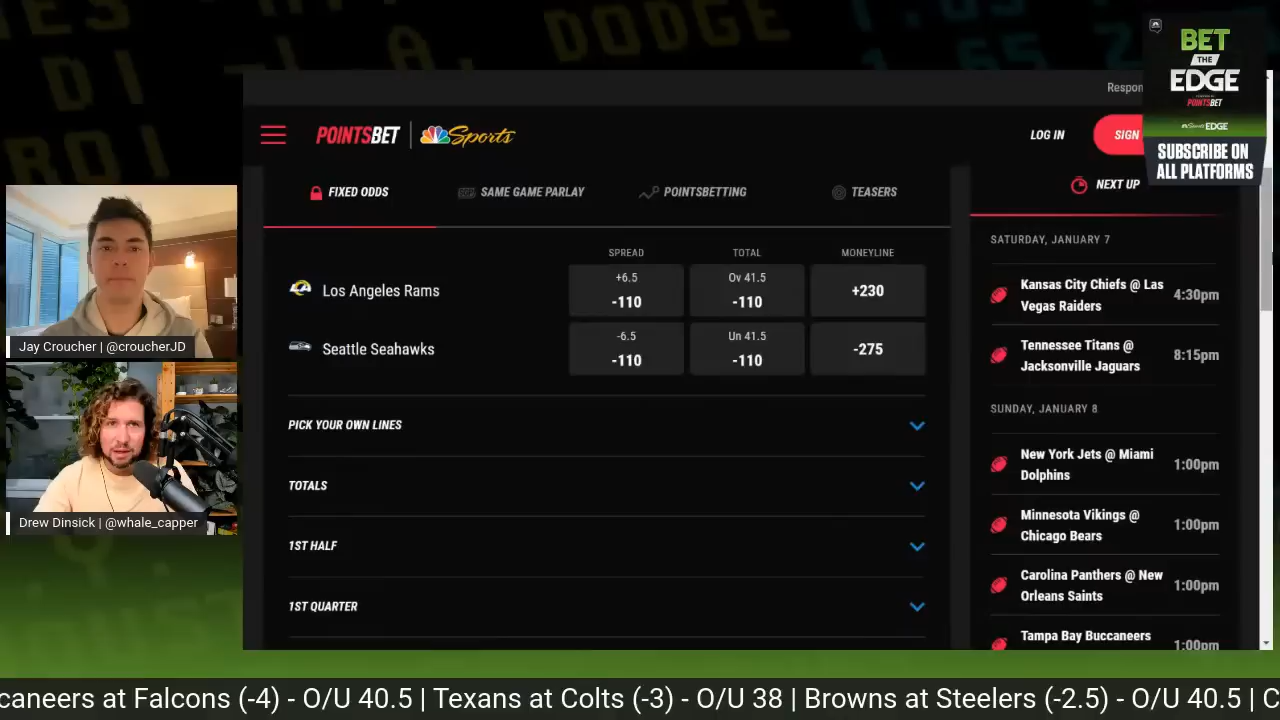 DODGE
BET
THE
EDGE
POINTSBET
EDGE
SUBSCRIBE ON
ALL PLATFORMS
Respon
POINTSBET | Sports
LOG IN
SIGN
FIXED ODDS
SAME GAME PARLAY
POINTSBETTING
TEASERS
NEXT UP
SPREAD
TOTAL
MONEYLINE
Los Angeles Rams
+6.5
-110
Ov 41.5
-110
+230
Seattle Seahawks
-6.5
-110
Un 41.5
-110
-275
PICK YOUR OWN LINES
TOTALS
1ST HALF
1ST QUARTER
SATURDAY, JANUARY 7
Kansas City Chiefs @ Las
Vegas Raiders
4:30pm
Tennessee Titans @
Jacksonville Jaguars
8:15pm
SUNDAY, JANUARY 8
New York Jets @ Miami
Dolphins
1:00pm
Minnesota Vikings @
Chicago Bears
1:00pm
Carolina Panthers @ New
Orleans Saints
1:00pm
Tampa Bay Buccaneers
1:00pm
Jay Croucher | @croucherJD
Drew Dinsick | @whale_capper
caneers at Falcons (-4) - O/U 40.5 | Texans at Colts (-3) - O/U 38 | Browns at Steelers (-2.5) - O/U 40.5 | C